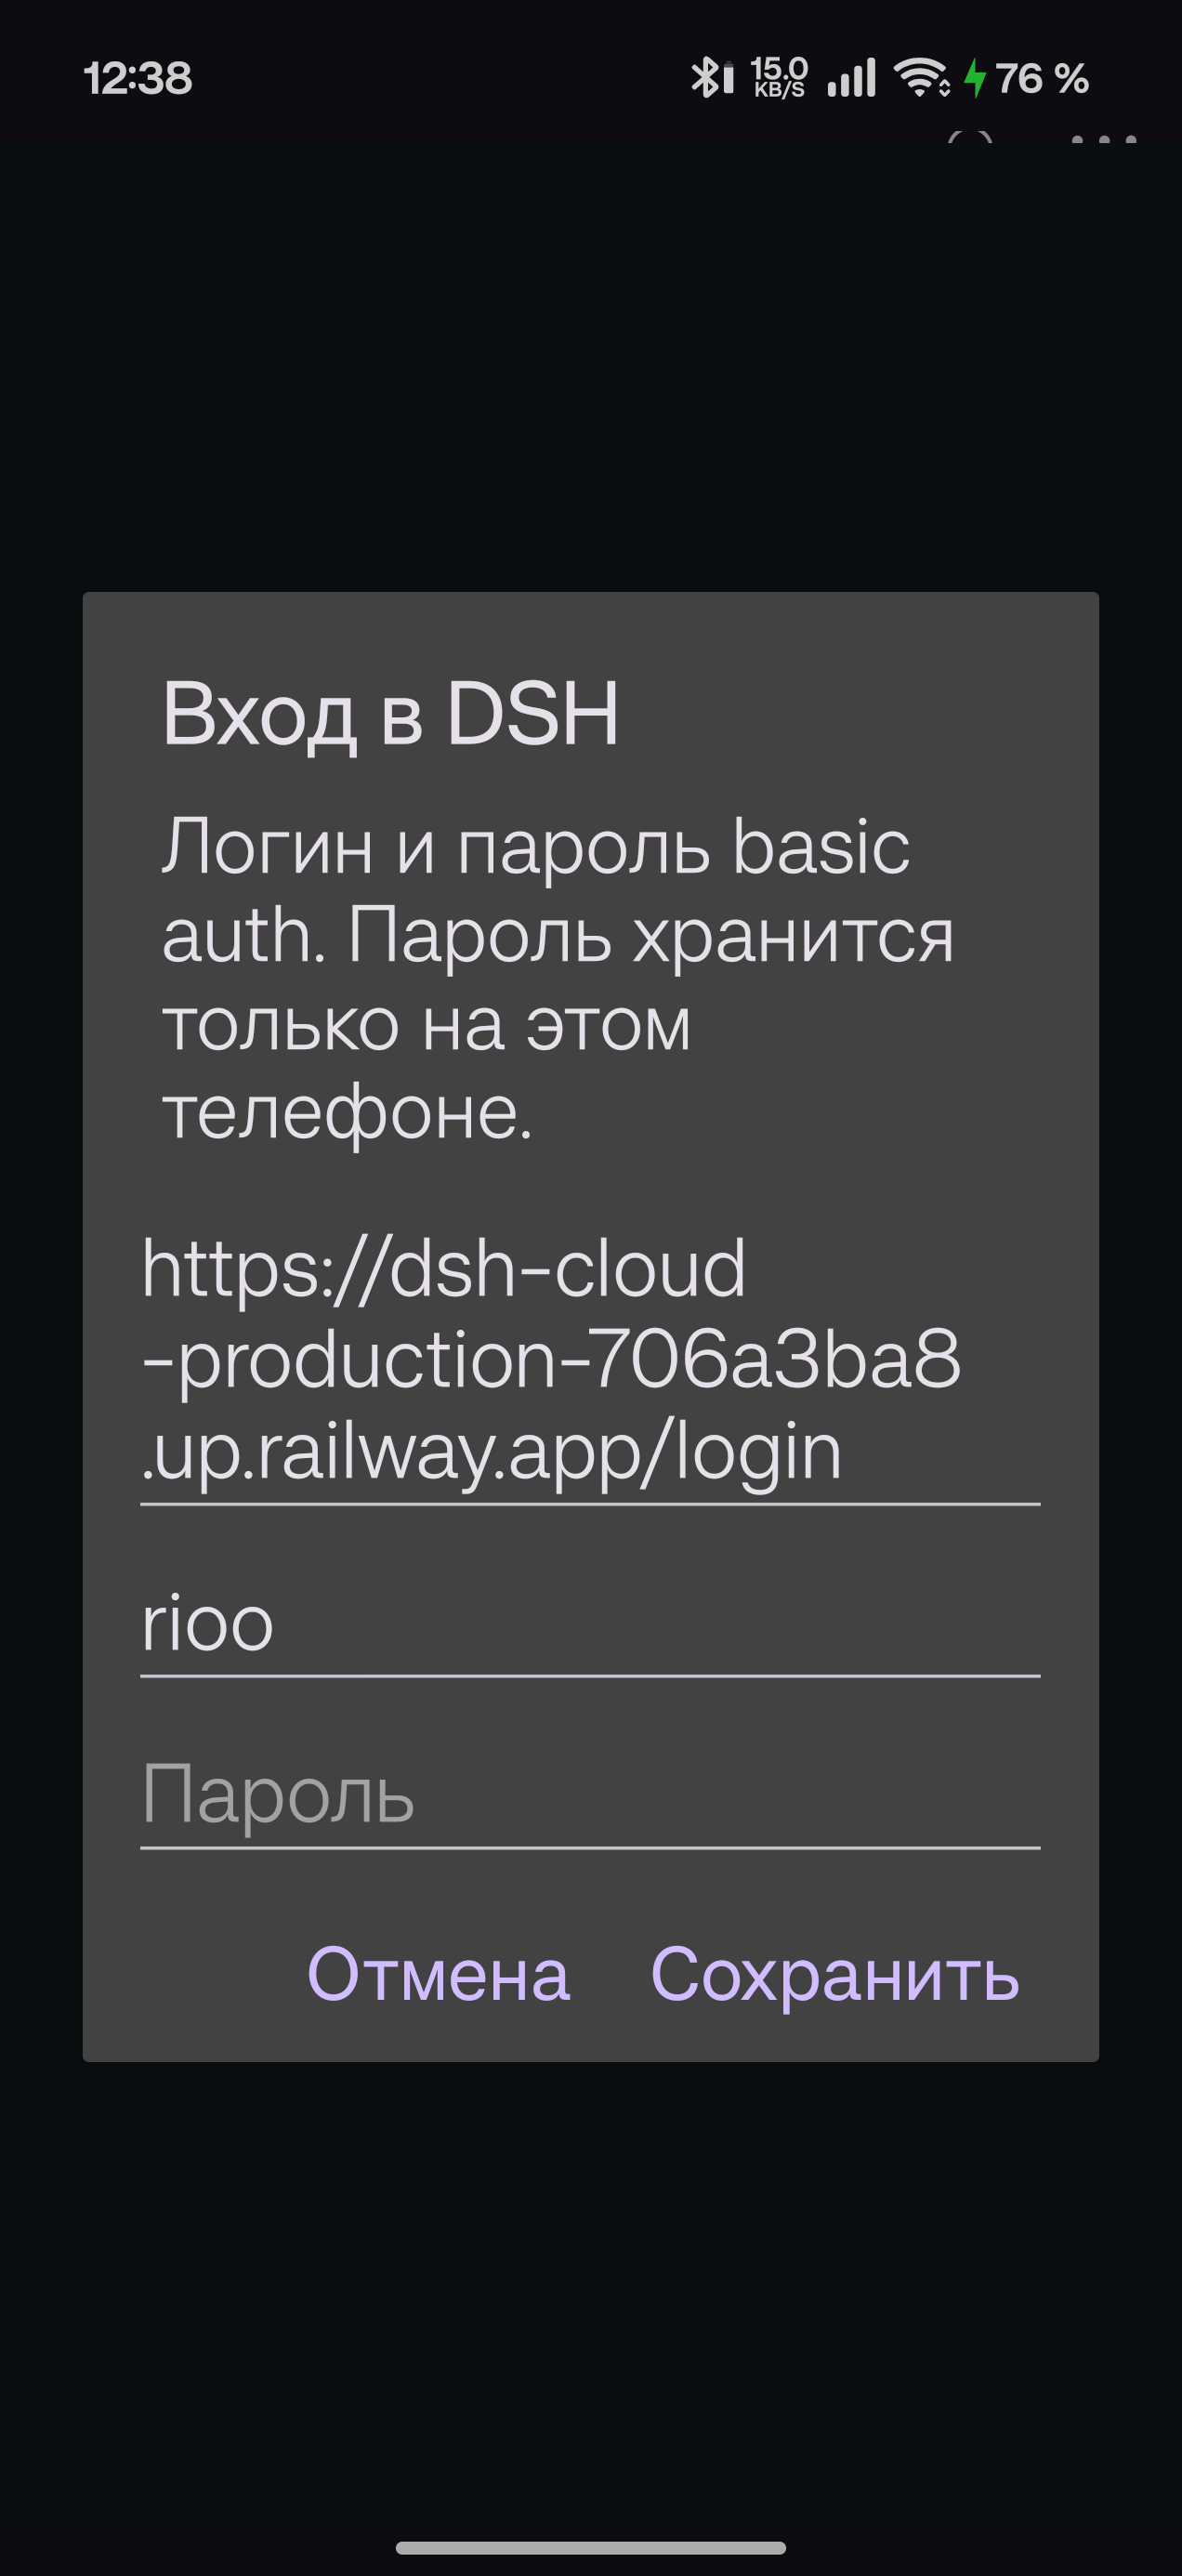 12:38
15.0
KB/S
76 %
Вход в DSH
Логин и пароль basic
auth. Пароль хранится
только на этом
телефоне.
https://dsh-cloud
-production-706a3ba8
.up.railway.app/login
rioo
Пароль
Отмена
Сохранить